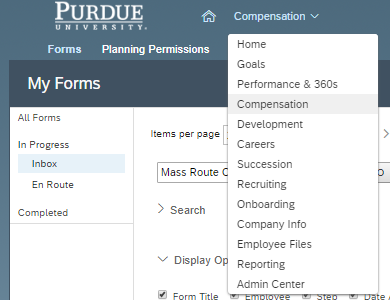 PURDUE
UNIVERSITY
Compensation
Forms
Planning Permissions
Home
Goals
Performance & 360s
Compensation
Development
Careers
Succession
Recruiting
Onboarding
Company Info
Employee Files
Reporting
Admin Center
My Forms
All Forms
In Progress
Inbox
En Route
Completed
Items per page
Mass Route
Search
Display
Form Title
Employee
Step
Date